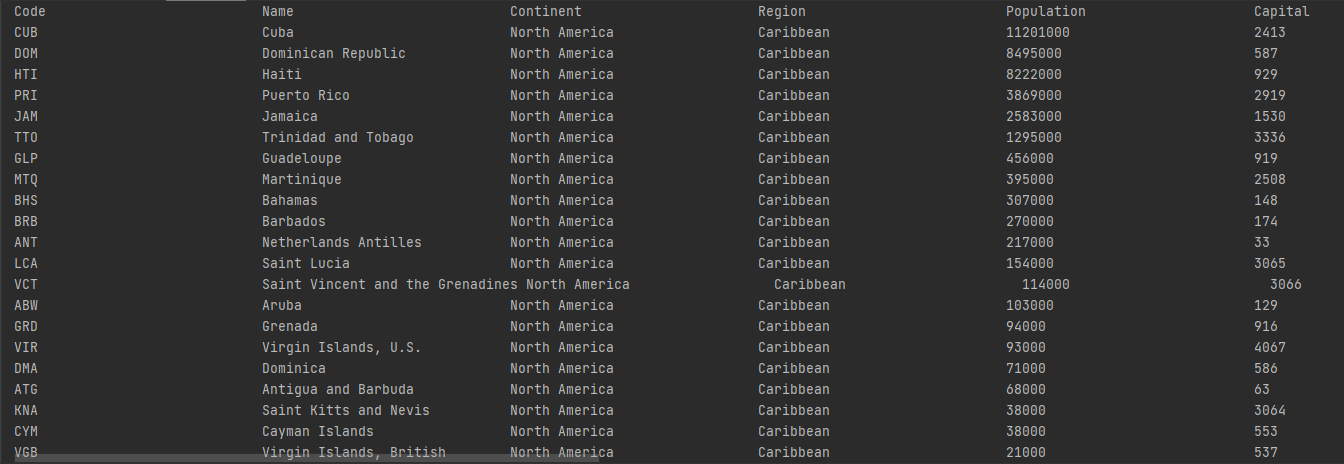 Code Name Continent Region Population Capital
CUB Cuba North America Caribbean 11201000 2413
DOM Dominican Republic North America Caribbean 8495000 587
HTI Haiti North America Caribbean 8222000 929
PRI Puerto Rico North America Caribbean 3869000 2919
JAM Jamaica North America Caribbean 2583000 1530
TTO Trinidad and Tobago North America Caribbean 1295000 3336
GLP Guadeloupe North America Caribbean 456000 919
MTQ Martinique North America Caribbean 395000 2508
BHS Bahamas North America Caribbean 307000 148
BRB Barbados North America Caribbean 270000 174
ANT Netherlands Antilles North America Caribbean 217000 33
LCA Saint Lucia North America Caribbean 154000 3065
VCT Saint Vincent and the Grenadines North America Caribbean 114000 3066
ABW Aruba North America Caribbean 103000 129
GRD Grenada North America Caribbean 94000 916
VIR Virgin Islands, U.S. North America Caribbean 93000 4067
DMA Dominica North America Caribbean 71000 586
ATG Antigua and Barbuda North America Caribbean 68000 63
KNA Saint Kitts and Nevis North America Caribbean 38000 3064
CYM Cayman Islands North America Caribbean 38000 553
VGB Virgin Islands, British North America Caribbean 21000 537